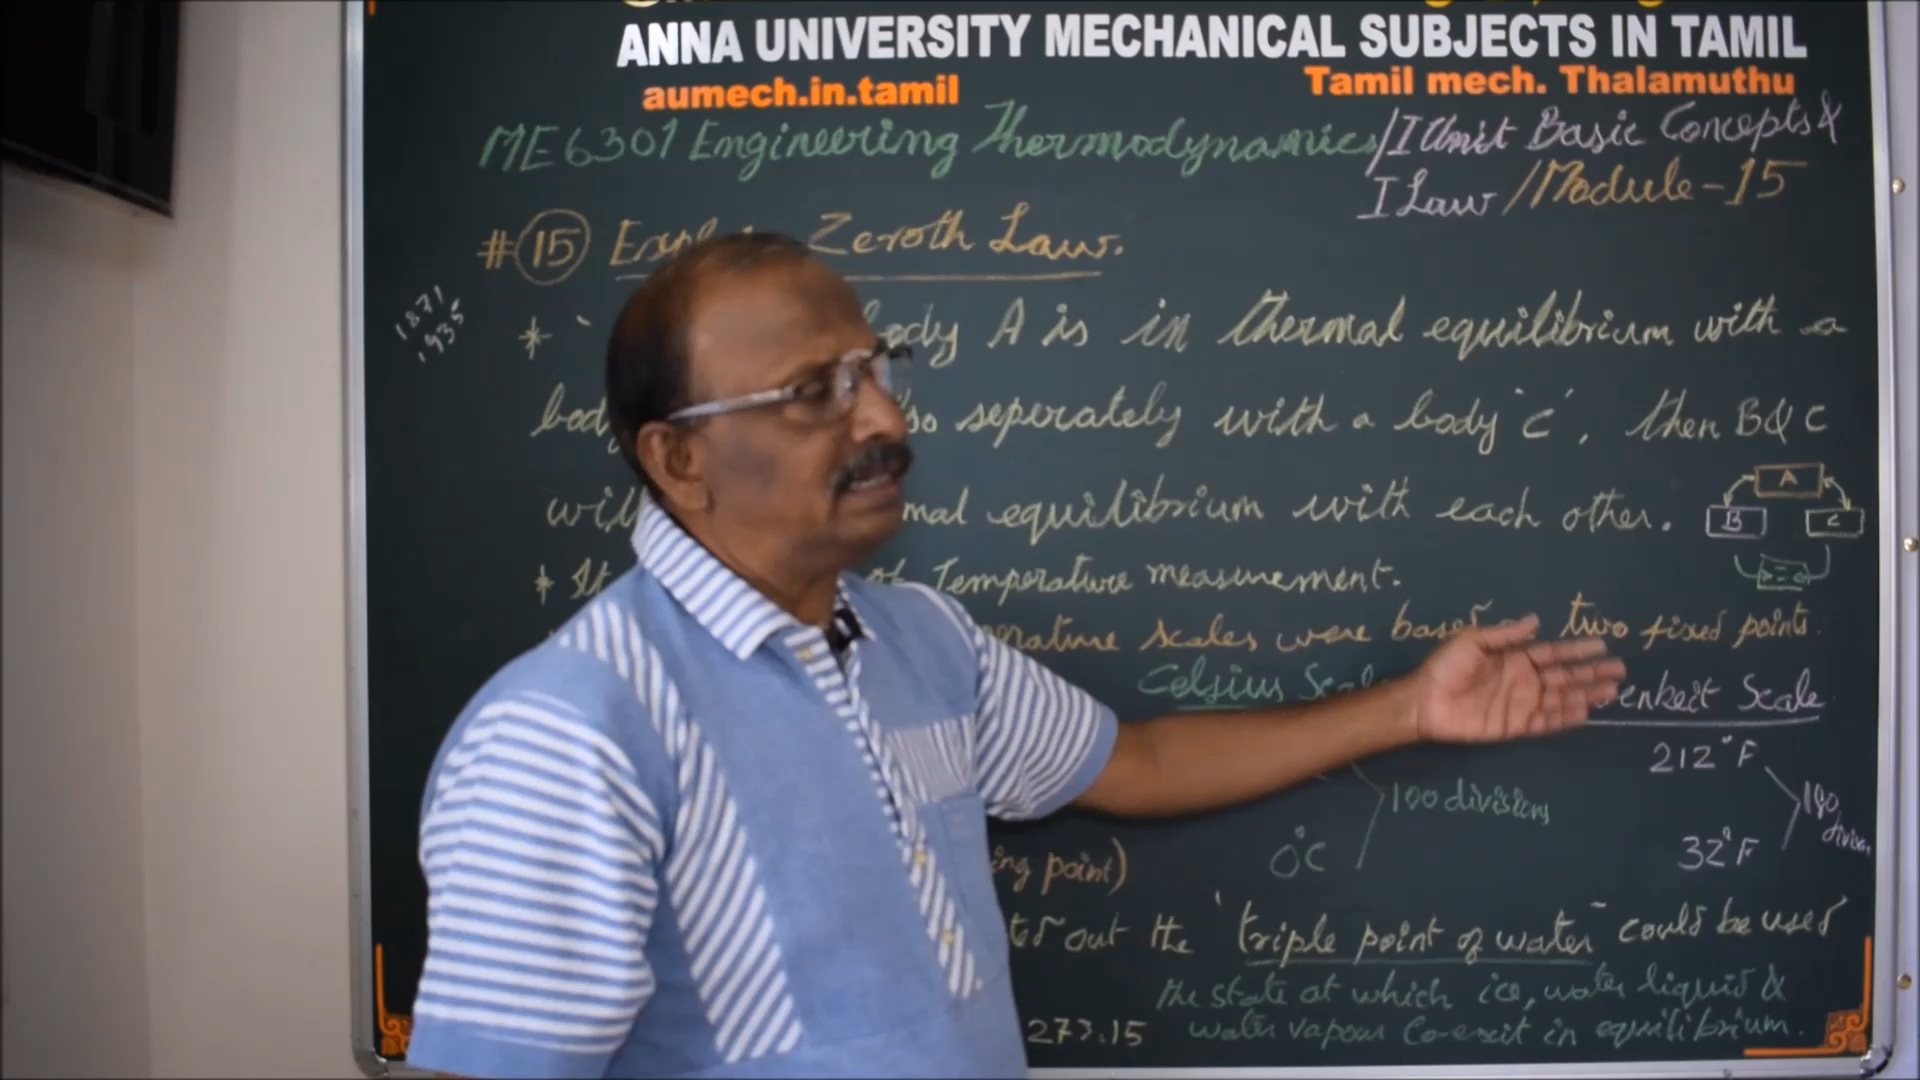 ANNA UNIVERSITY MECHANICAL SUBJECTS IN TAMIL
aumech.in.tamil
Tamil mech. Thalamuthu
ME6301 Engineering Thermodynamics/I Unit Basic Concepts &
I Law/Module-15
#15 Zeroth Law.
1871
1935
body A is in thermal equilibrium with a
seperately with a body 'c', then B & C
equilibrium with each other.
A
B
C
* It of Temperature measurement.
scales were based two fixed points.
Celsius Scale
Scale
212°F
100 divisions
180
0°C
32°F
point)
out the "triple point of water" could be used
the state at which ice, water liquid &
273.15
water vapour co-exsit in equilibrium.